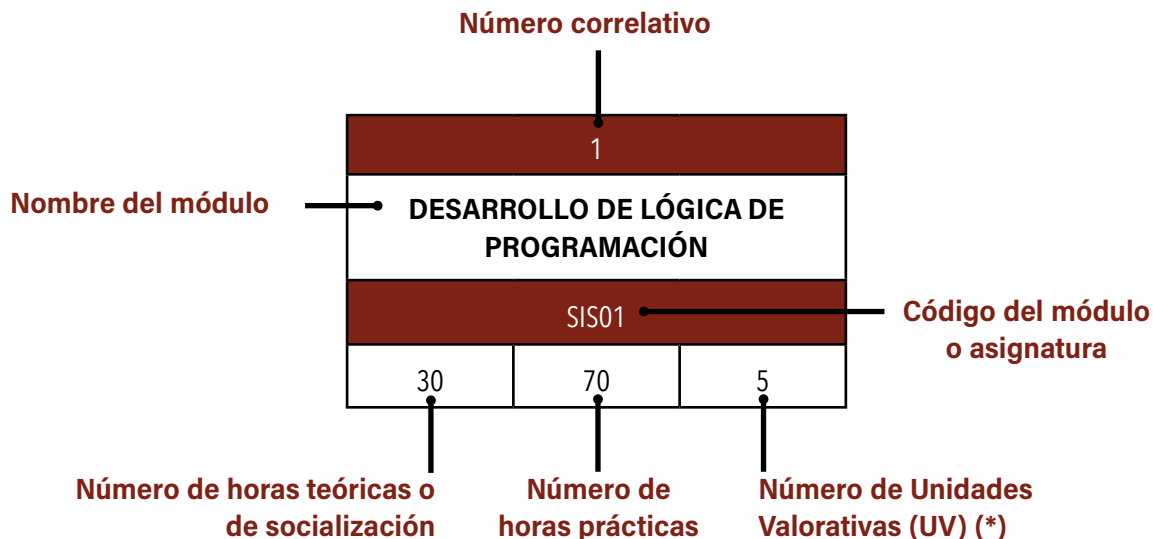 Número correlativo
1
Nombre del módulo
DESARROLLO DE LÓGICA DE
PROGRAMACIÓN
SIS01
Código del módulo
o asignatura
30
70
5
Número de horas teóricas o
de socialización
Número de
horas prácticas
Número de Unidades
Valorativas (UV) (*)